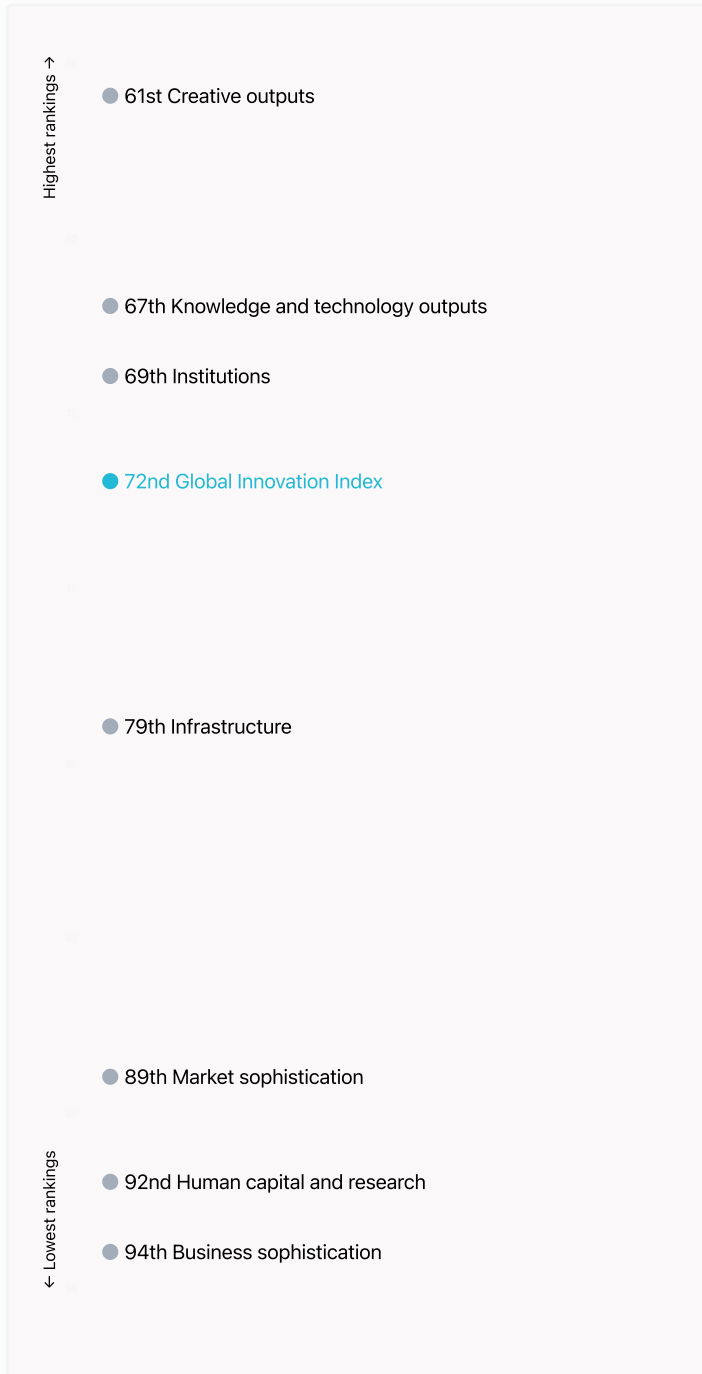 Highest rankings →
61st Creative outputs
67th Knowledge and technology outputs
69th Institutions
72nd Global Innovation Index
79th Infrastructure
89th Market sophistication
← Lowest rankings
92nd Human capital and research
94th Business sophistication